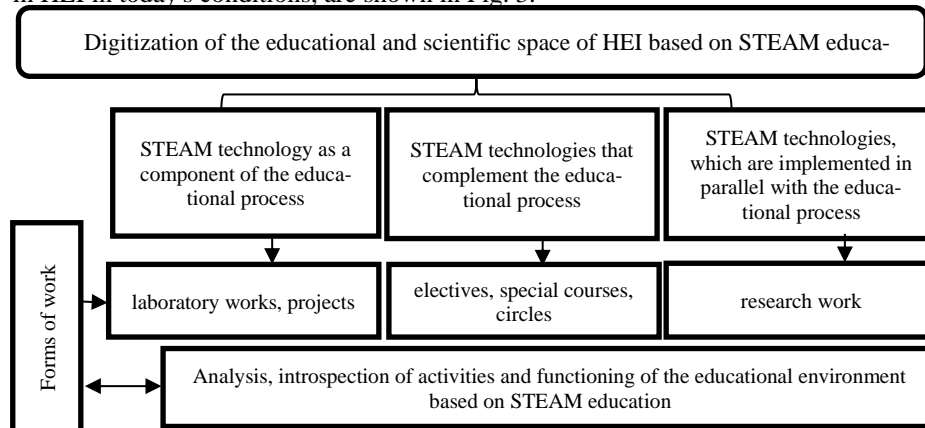 in HEI in today's conditions, are shown in Fig. 3.
Digitization of the educational and scientific space of HEI based on STEAM educa-
STEAM technology as a
component of the educa-
tional process
STEAM technologies that
complement the educa-
tional process
STEAM technologies,
which are implemented in
parallel with the educa-
tional process
Forms of work
laboratory works, projects
electives, special courses,
circles
research work
Analysis, introspection of activities and functioning of the educational environment
based on STEAM education